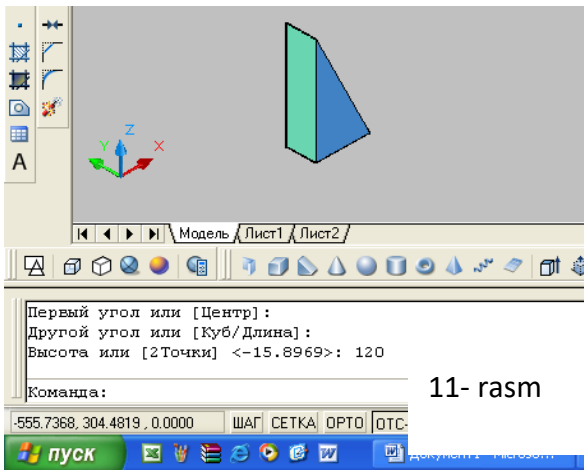 Z
Y
X
A
Модель Лист1 Лист2
Первый угол или [Центр]:
Другой угол или [Куб/Длина]:
Высота или [2Точки] <-15.8969>: 120
Команда:
11- rasm
-555.7368, 304.4819 , 0.0000 ШАГ СЕТКА ОРТО ОТС-
пуск